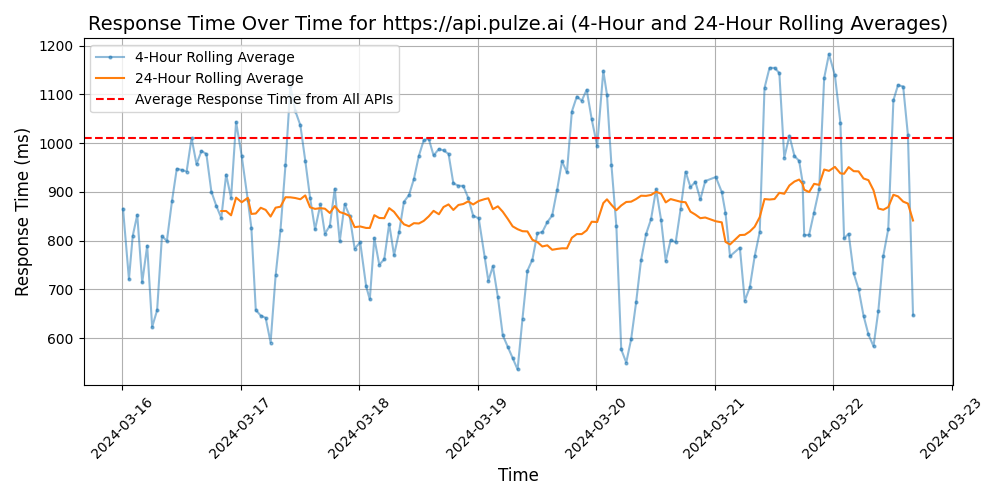 Response Time Over Time for https://api.pulze.ai (4-Hour and 24-Hour Rolling Averages)
4-Hour Rolling Average
24-Hour Rolling Average
Average Response Time from All APIs
Response Time (ms)
1200
1100
1000
900
800
700
600
2024-03-16
2024-03-17
2024-03-18
2024-03-19
2024-03-20
2024-03-21
2024-03-22
2024-03-23
Time